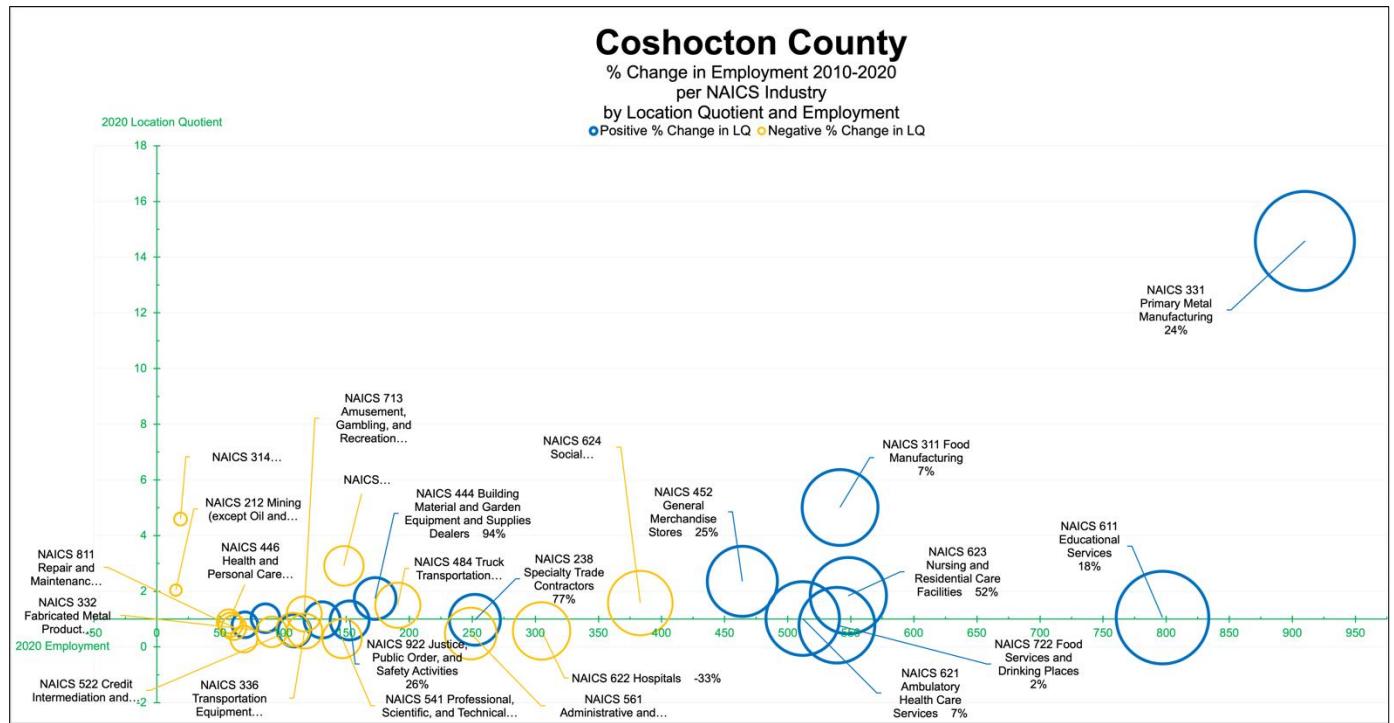 Coshocton County
% Change in Employment 2010-2020
per NAICS Industry
by Location Quotient and Employment
Positive % Change in LQ Negative % Change in LQ
2020 Location Quotient
18
16
14
12
10
8
6
4
2
0
-2
NAICS 331
Primary Metal
Manufacturing
24%
NAICS 713
Amusement,
Gambling, and
Recreation…
NAICS 624
Social…
NAICS 311 Food
Manufacturing
7%
NAICS 314…
NAICS…
NAICS 212 Mining
(except Oil and…
NAICS 444 Building
Material and Garden
Equipment and Supplies
Dealers 94%
NAICS 452
General
Merchandise
Stores 25%
NAICS 611
Educational
Services
18%
NAICS 811
Repair and
Maintenanc…
NAICS 446
Health and
Personal Care…
NAICS 484 Truck
Transportation…
NAICS 238
Specialty Trade
Contractors
77%
NAICS 623
Nursing and
Residential Care
Facilities 52%
NAICS 332
Fabricated Metal
Product…
-50 0 50 100 150 200 250 300 350 400 450 500 550 600 650 700 750 800 850 900 950
2020 Employment
NAICS 522 Credit
Intermediation and…
NAICS 336
Transportation
Equipment…
NAICS 922 Justice,
Public Order, and
Safety Activities
26%
NAICS 541 Professional,
Scientific, and Technical…
NAICS 622 Hospitals -33%
NAICS 561
Administrative and…
NAICS 621
Ambulatory
Health Care
Services 7%
NAICS 722 Food
Services and
Drinking Places
2%